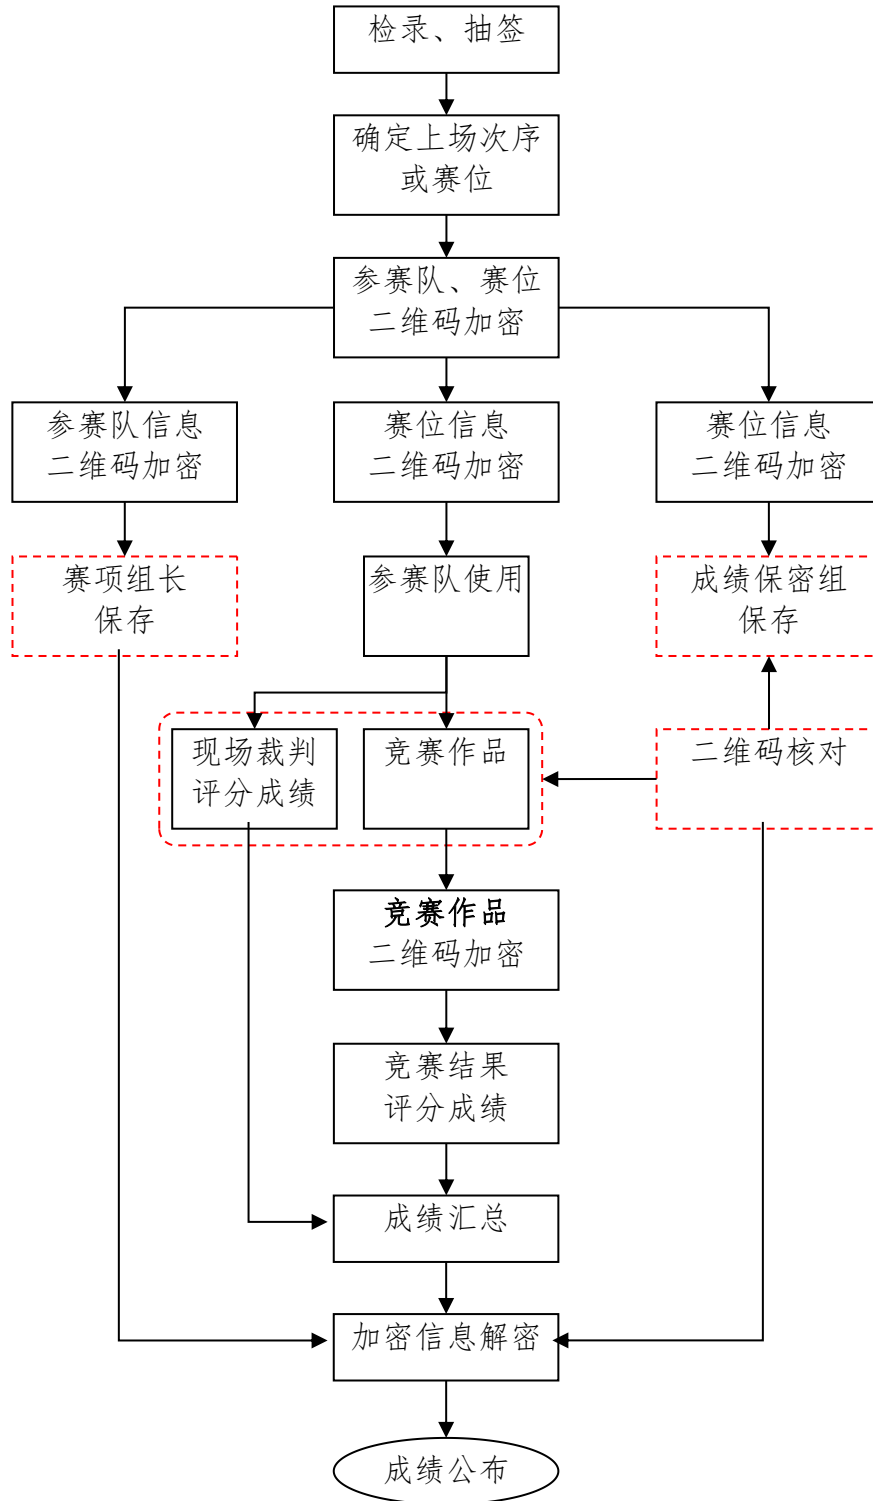 检录、抽签
确定上场次序
或赛位
参赛队、赛位
二维码加密
参赛队信息
二维码加密
赛位信息
二维码加密
赛位信息
二维码加密
赛项组长
保存
参赛队使用
成绩保密组
保存
现场裁判
评分成绩
竞赛作品
二维码核对
竞赛作品
二维码加密
竞赛结果
评分成绩
成绩汇总
加密信息解密
成绩公布